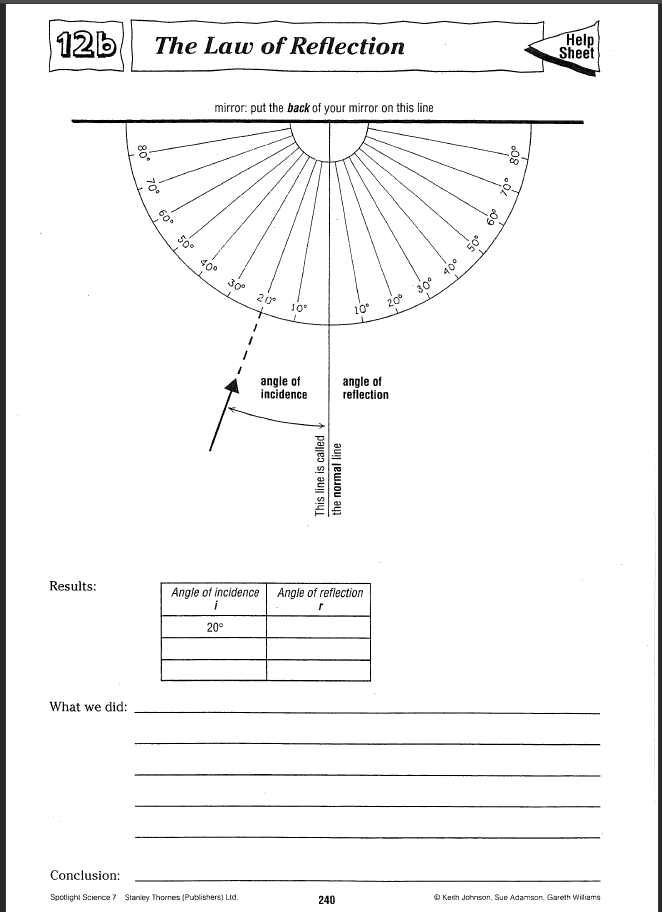 12b
The Law of Reflection
Help
Sheet
mirror: put the back of your mirror on this line
80°
70°
60°
50°
40°
30°
20°
10°
10°
20°
30°
40°
50°
60°
70°
80°
angle of
incidence
angle of
reflection
This line is called
the normal line
Results:
Angle of incidence
i
Angle of reflection
r
20°
What we did:
Conclusion:
Spotlight Science 7 Stanley Thornes (Publishers) Ltd.
240
© Keith Johnson, Sue Adamson, Gareth Williams